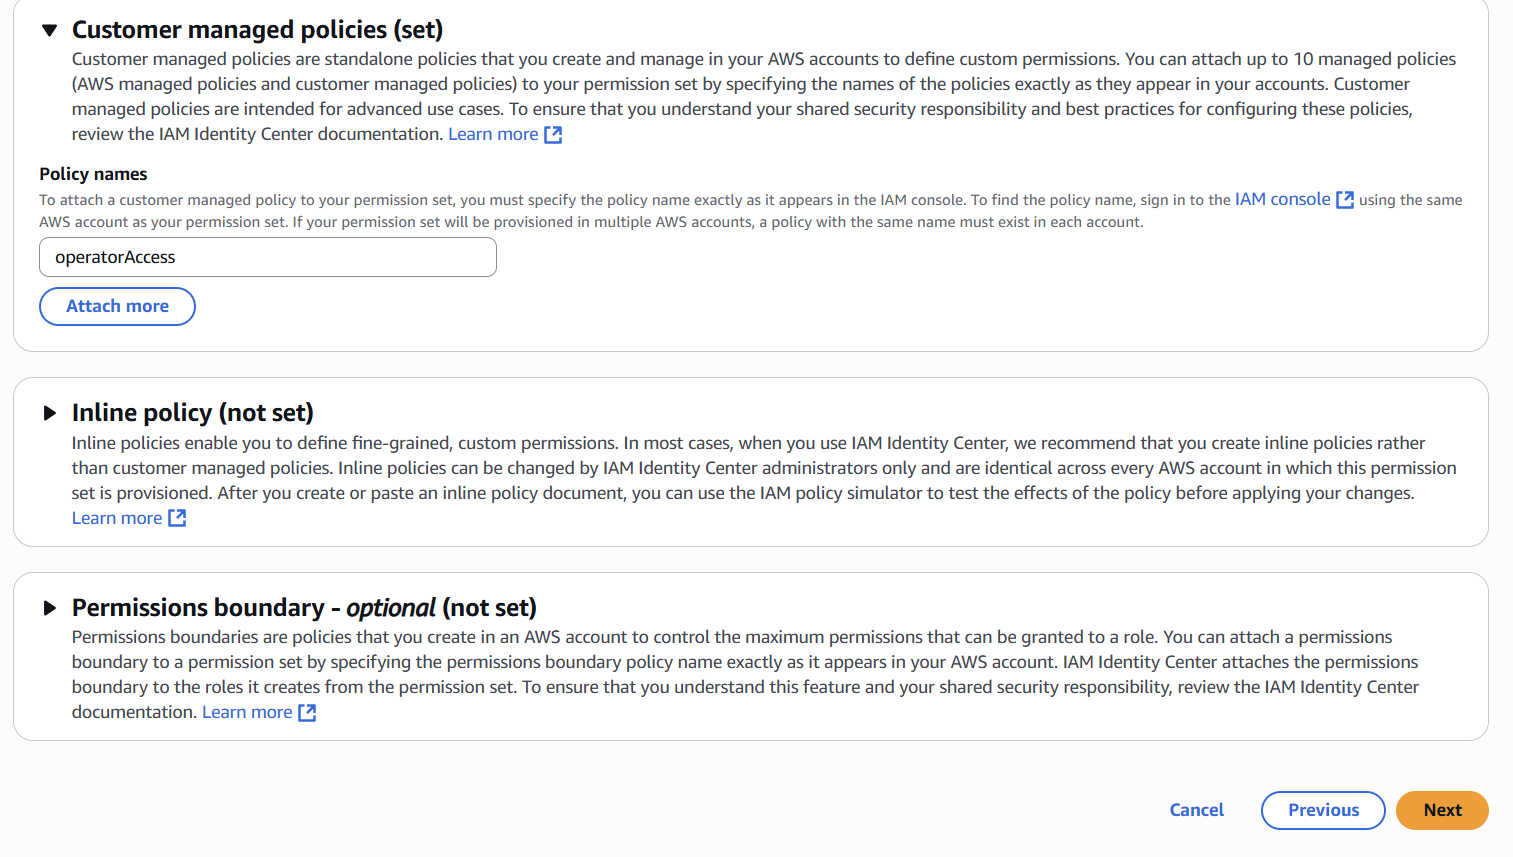 Customer managed policies (set)
Customer managed policies are standalone policies that you create and manage in your AWS accounts to define custom permissions. You can attach up to 10 managed policies
(AWS managed policies and customer managed policies) to your permission set by specifying the names of the policies exactly as they appear in your accounts. Customer
managed policies are intended for advanced use cases. To ensure that you understand your shared security responsibility and best practices for configuring these policies,
review the IAM Identity Center documentation. Learn more
Policy names
To attach a customer managed policy to your permission set, you must specify the policy name exactly as it appears in the IAM console. To find the policy name, sign in to the IAM console using the same
AWS account as your permission set. If your permission set will be provisioned in multiple AWS accounts, a policy with the same name must exist in each account.
operatorAccess
Attach more
Inline policy (not set)
Inline policies enable you to define fine-grained, custom permissions. In most cases, when you use IAM Identity Center, we recommend that you create inline policies rather
than customer managed policies. Inline policies can be changed by IAM Identity Center administrators only and are identical across every AWS account in which this permission
set is provisioned. After you create or paste an inline policy document, you can use the IAM policy simulator to test the effects of the policy before applying your changes.
Learn more
Permissions boundary - optional (not set)
Permissions boundaries are policies that you create in an AWS account to control the maximum permissions that can be granted to a role. You can attach a permissions
boundary to a permission set by specifying the permissions boundary policy name exactly as it appears in your AWS account. IAM Identity Center attaches the permissions
boundary to the roles it creates from the permission set. To ensure that you understand this feature and your shared security responsibility, review the IAM Identity Center
documentation. Learn more
Cancel Previous Next